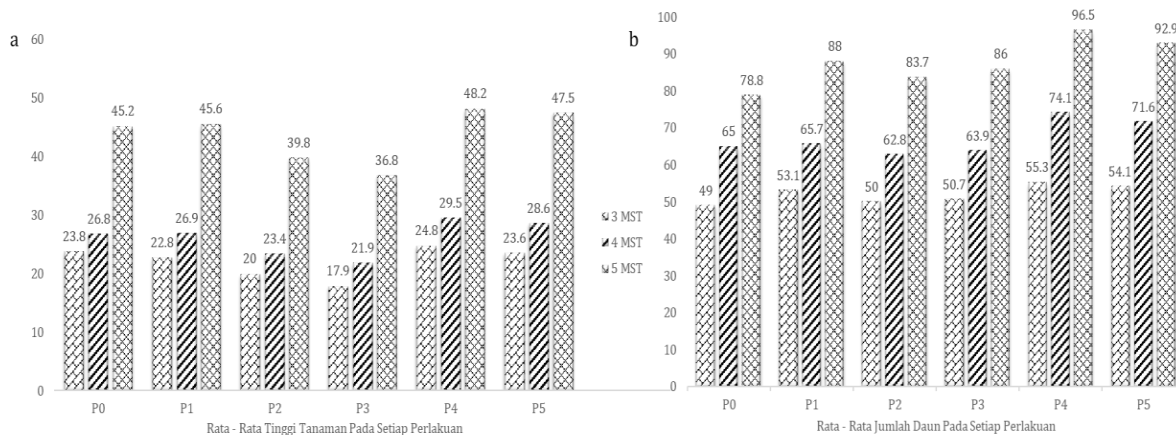 a
60
50
40
30
20
10
0
23.8
26.8
45.2
22.8
26.9
45.6
20
23.4
39.8
17.9
21.9
36.8
24.8
29.5
48.2
23.6
28.6
47.5
P0
P1
P2
P3
P4
P5
Rata - Rata Tinggi Tanaman Pada Setiap Perlakuan
3 MST
4 MST
5 MST
b
100
90
80
70
60
50
40
30
20
10
0
49
65
78.8
53.1
65.7
88
50
62.8
83.7
50.7
63.9
86
55.3
74.1
96.5
54.1
71.6
92.9
P0
P1
P2
P3
P4
P5
Rata - Rata Jumlah Daun Pada Setiap Perlakuan